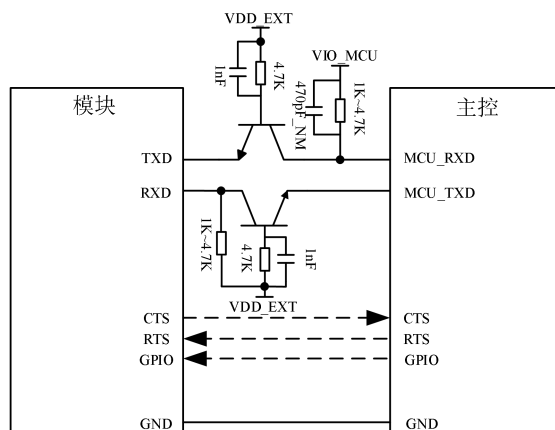 VDD_EXT
1nF
4.7K
VIO_MCU
470pF_NM
1K~4.7K
模块
主控
TXD
MCU_RXD
RXD
MCU_TXD
1K~4.7K
4.7K
1nF
VDD_EXT
CTS
CTS
RTS
RTS
GPIO
GPIO
GND
GND